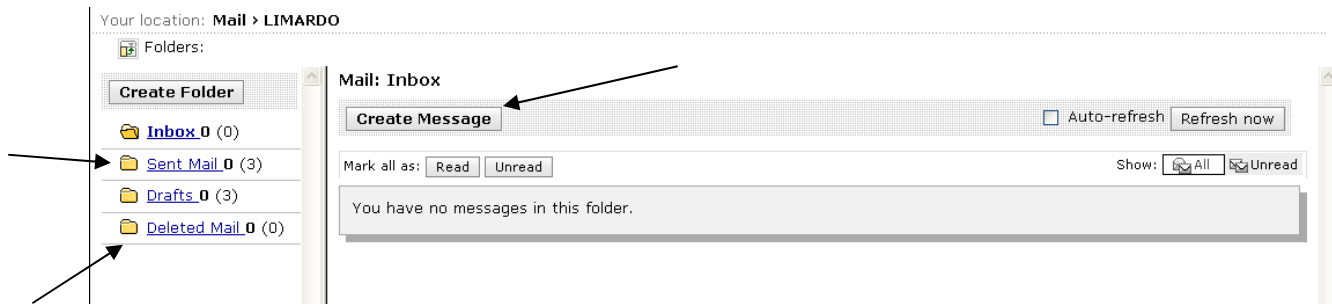 Your location: Mail > LIMARDO
Folders:
Create Folder
Inbox 0 (0)
Sent Mail 0 (3)
Drafts 0 (3)
Deleted Mail 0 (0)
Mail: Inbox
Create Message
Auto-refresh Refresh now
Mark all as: Read Unread
Show: All Unread
You have no messages in this folder.